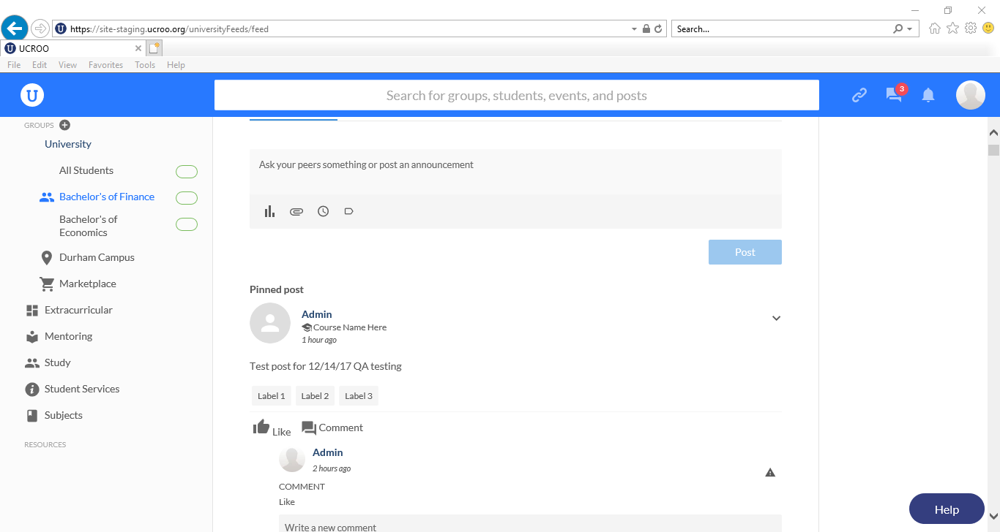 https://site-staging.ucroo.org/universityFeeds/feed
Search...
UCROO
File Edit View Favorites Tools Help
U
Search for groups, students, events, and posts
3
GROUPS
University
All Students
Bachelor's of Finance
Bachelor's of
Economics
Durham Campus
Marketplace
Extracurricular
Mentoring
Study
Student Services
Subjects
RESOURCES
Ask your peers something or post an announcement
Post
Pinned post
Admin
Course Name Here
1 hour ago
Test post for 12/14/17 QA testing
Label 1 Label 2 Label 3
Like Comment
Admin
2 hours ago
COMMENT
Like
Write a new comment
Help